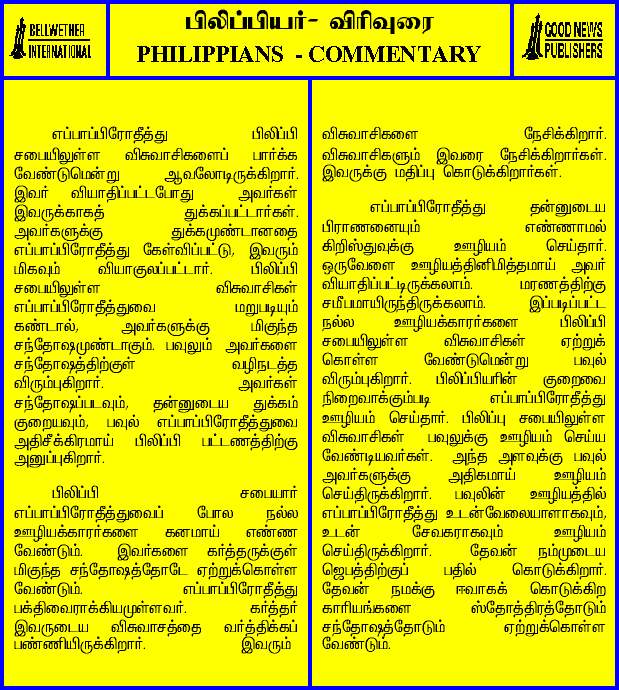 BELLWETHER
INTERNATIONAL
பிலிப்பியர்- விரிவுரை
PHILIPPIANS - COMMENTARY
GOOD NEWS
PUBLISHERS
எப்பாப்பிரோதீத்து பிலிப்பி
சபையிலுள்ள விசுவாசிகளைப் பார்க்க
வேண்டுமென்று ஆவலோடிருக்கிறார்.
இவர் வியாதிப்பட்டபோது அவர்கள்
இவருக்காகத் துக்கப்பட்டார்கள்.
அவர்களுக்கு துக்கமுண்டானதை
எப்பாப்பிரோதீத்து கேள்விப்பட்டு, இவரும்
மிகவும் வியாகுலப்பட்டார். பிலிப்பி
சபையிலுள்ள விசுவாசிகள்
எப்பாப்பிரோதீத்துவை மறுபடியும்
கண்டால், அவர்களுக்கு மிகுந்த
சந்தோஷமுண்டாகும். பவுலும் அவர்களை
சந்தோஷத்திற்குள் வழிநடத்த
விரும்புகிறார். அவர்கள்
சந்தோஷப்படவும், தன்னுடைய துக்கம்
குறையவும், பவுல் எப்பாப்பிரோதீத்துவை
அதிசீக்கிரமாய் பிலிப்பி பட்டணத்திற்கு
அனுப்புகிறார்.
பிலிப்பி சபையார்
எப்பாப்பிரோதீத்துவைப் போல நல்ல
ஊழியக்காரர்களை கனமாய் எண்ண
வேண்டும். இவர்களை கர்த்தருக்குள்
மிகுந்த சந்தோஷத்தோடே ஏற்றுக்கொள்ள
வேண்டும். எப்பாப்பிரோதீத்து
பக்திவைராக்கியமுள்ளவர். கர்த்தர்
இவருடைய விசுவாசத்தை வர்த்திக்கப்
பண்ணியிருக்கிறார். இவரும்
விசுவாசிகளை நேசிக்கிறார்.
விசுவாசிகளும் இவரை நேசிக்கிறார்கள்.
இவருக்கு மதிப்பு கொடுக்கிறார்கள்.
எப்பாப்பிரோதீத்து தன்னுடைய
பிராணனையும் எண்ணாமல்
கிறிஸ்துவுக்கு ஊழியம் செய்தார்.
ஒருவேளை ஊழியத்தினிமித்தமாய் அவர்
வியாதிப்பட்டிருக்கலாம். மரணத்திற்கு
சமீபமாயிருந்திருக்கலாம். இப்படிப்பட்ட
நல்ல ஊழியக்காரர்களை பிலிப்பி
சபையிலுள்ள விசுவாசிகள் ஏற்றுக்
கொள்ள வேண்டுமென்று பவுல்
விரும்புகிறார். பிலிப்பியரின் குறைவை
நிறைவாக்கும்படி எப்பாப்பிரோதீத்து
ஊழியம் செய்தார். பிலிப்பு சபையிலுள்ள
விசுவாசிகள் பவுலுக்கு ஊழியம் செய்ய
வேண்டியவர்கள். அந்த அளவுக்கு பவுல்
அவர்களுக்கு அதிகமாய் ஊழியம்
செய்திருக்கிறார். பவுலின் ஊழியத்தில்
எப்பாப்பிரோதீத்து உடன்வேலையாளாகவும்,
உடன் சேவகராகவும் ஊழியம்
செய்திருக்கிறார். தேவன் நம்முடைய
ஜெபத்திற்குப் பதில் கொடுக்கிறார்.
தேவன் நமக்கு ஈவாகக் கொடுக்கிற
காரியங்களை ஸ்தோத்திரத்தோடும்
சந்தோஷத்தோடும் ஏற்றுக்கொள்ள
வேண்டும்.